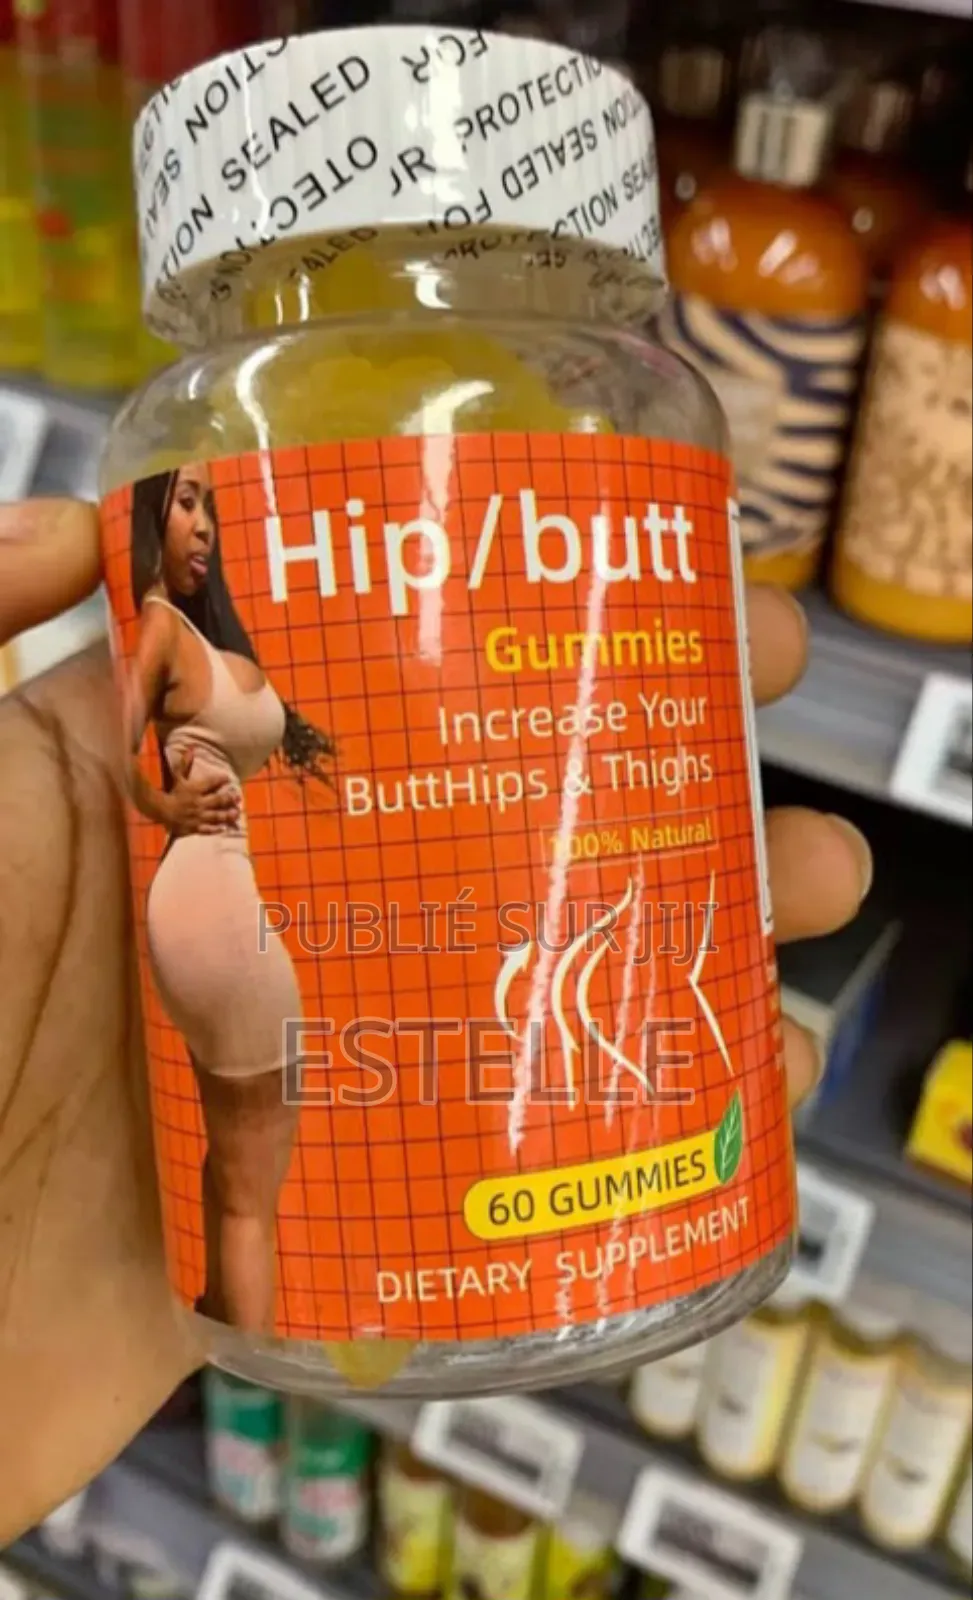 SEALED FOR
PROTECTION
Hip/butt
Gummies
Increase Your
ButtHips & Thighs
100% Natural
PUBLIÉ SUR JIJI
ESTELLE
60 GUMMIES
DIETARY SUPPLEMENT